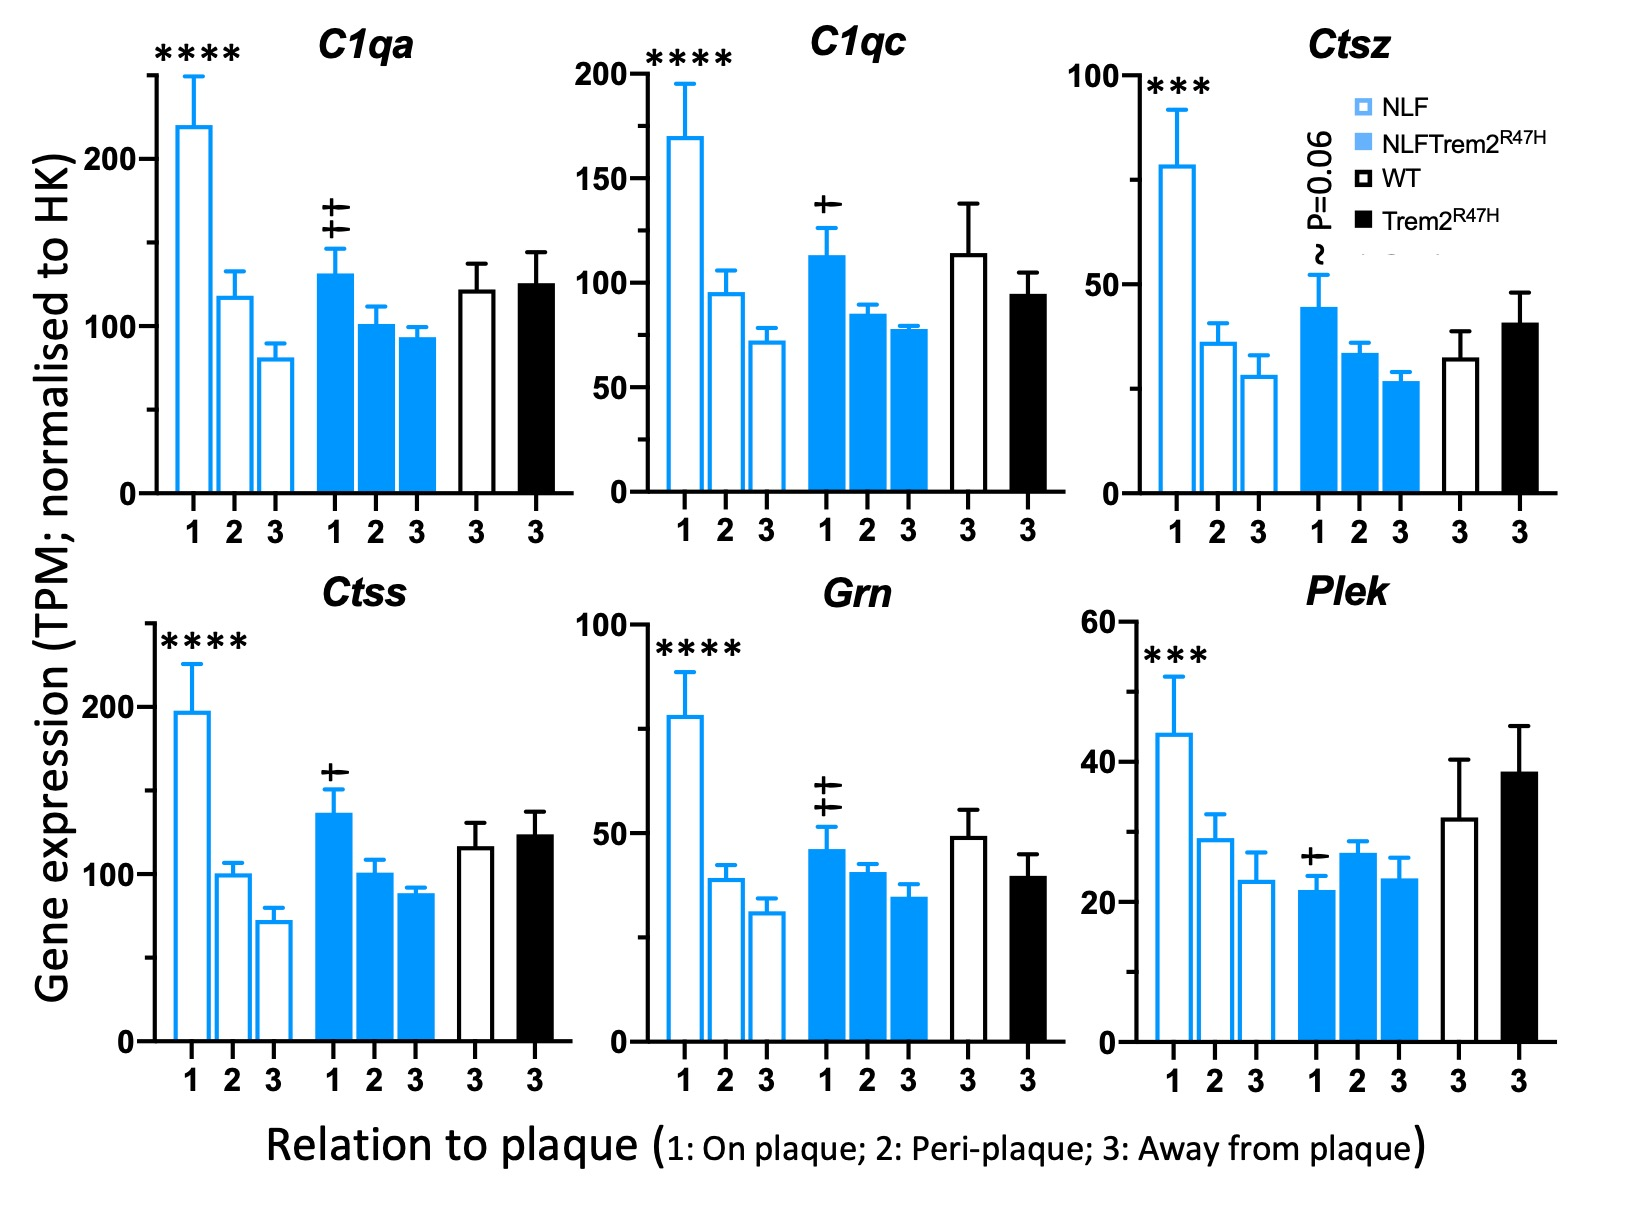 Gene expression (TPM; normalised to HK)
C1qa
****
‡
200
100
0
1 2 3 1 2 3 3 3
C1qc
****
†
200
150
100
50
0
1 2 3 1 2 3 3 3
Ctsz
***
~ P=0.06
NLF
NLFTrem2R47H
WT
Trem2R47H
100
50
0
1 2 3 1 2 3 3 3
Ctss
****
†
200
100
0
1 2 3 1 2 3 3 3
Grn
****
‡
100
50
0
1 2 3 1 2 3 3 3
Plek
***
†
60
40
20
0
1 2 3 1 2 3 3 3
Relation to plaque (1: On plaque; 2: Peri-plaque; 3: Away from plaque)